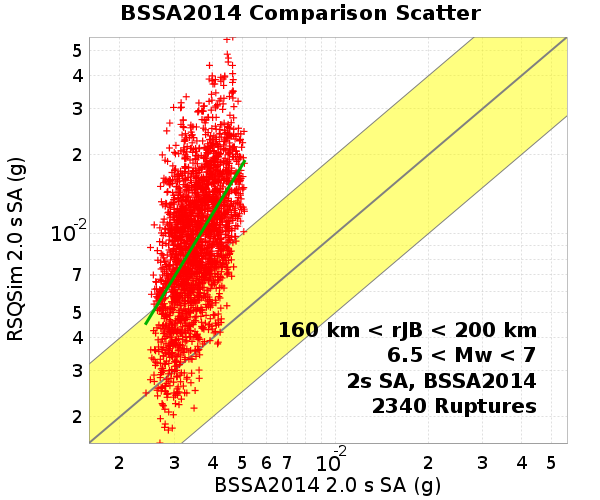 BSSA2014 Comparison Scatter
RSQSim 2.0 s SA (g)
5
4
3
2
10-2
7
5
4
3
2
160 km < rJB < 200 km
6.5 < Mw < 7
2s SA, BSSA2014
2340 Ruptures
2 3 4 5 6 7 10-2 2 3 4 5
BSSA2014 2.0 s SA (g)